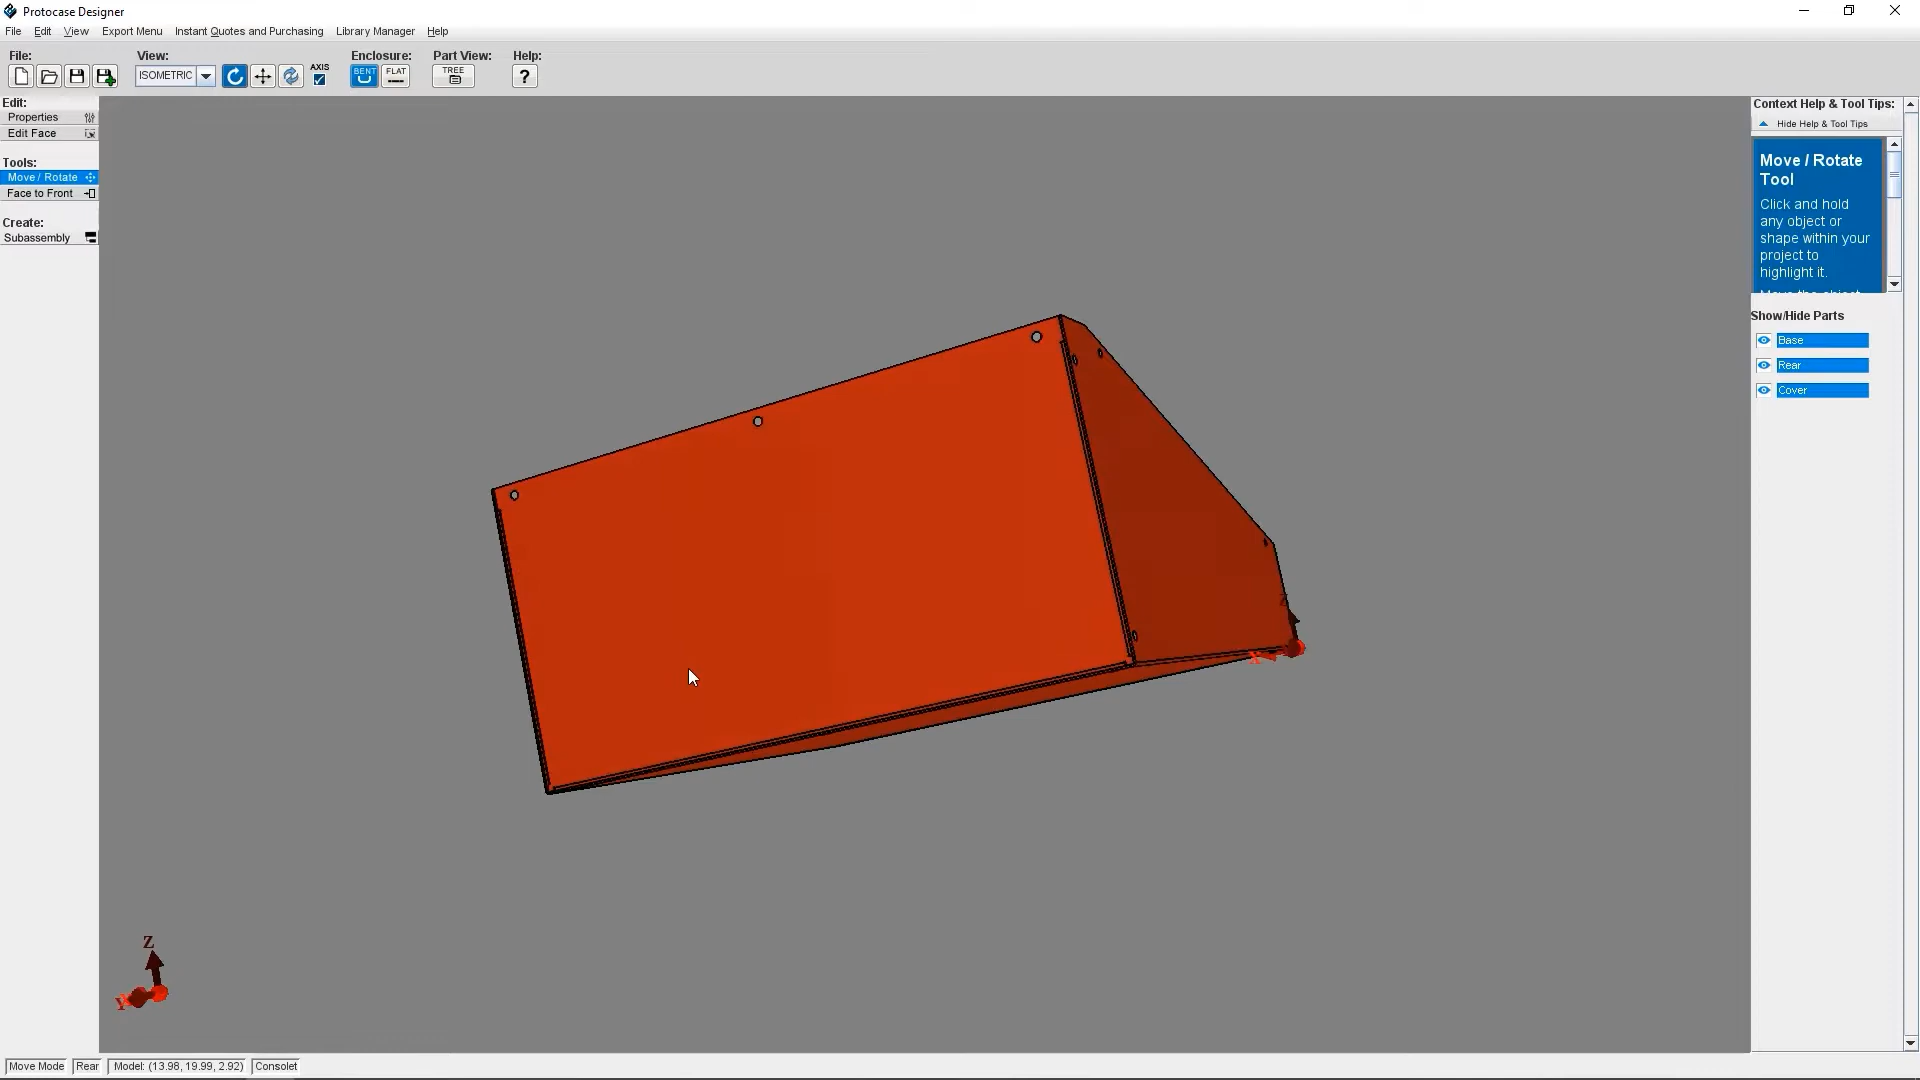 Protocase Designer
File Edit View Export Menu Instant Quotes and Purchasing Library Manager Help
File: View: Enclosure: Part View: Help:
ISOMETRIC AXIS BENT FLAT TREE ?
Edit:
Properties
Edit Face
Tools:
Move / Rotate
Face to Front
Create:
Subassembly
Context Help & Tool Tips:
Hide Help & Tool Tips
Move / Rotate
Tool
Click and hold
any object or
shape within your
project to
highlight it.
Show/Hide Parts
Base
Rear
Cover
Z
X
Z
Move Mode Rear Model: (13.98, 19.99, 2.92) Consolet